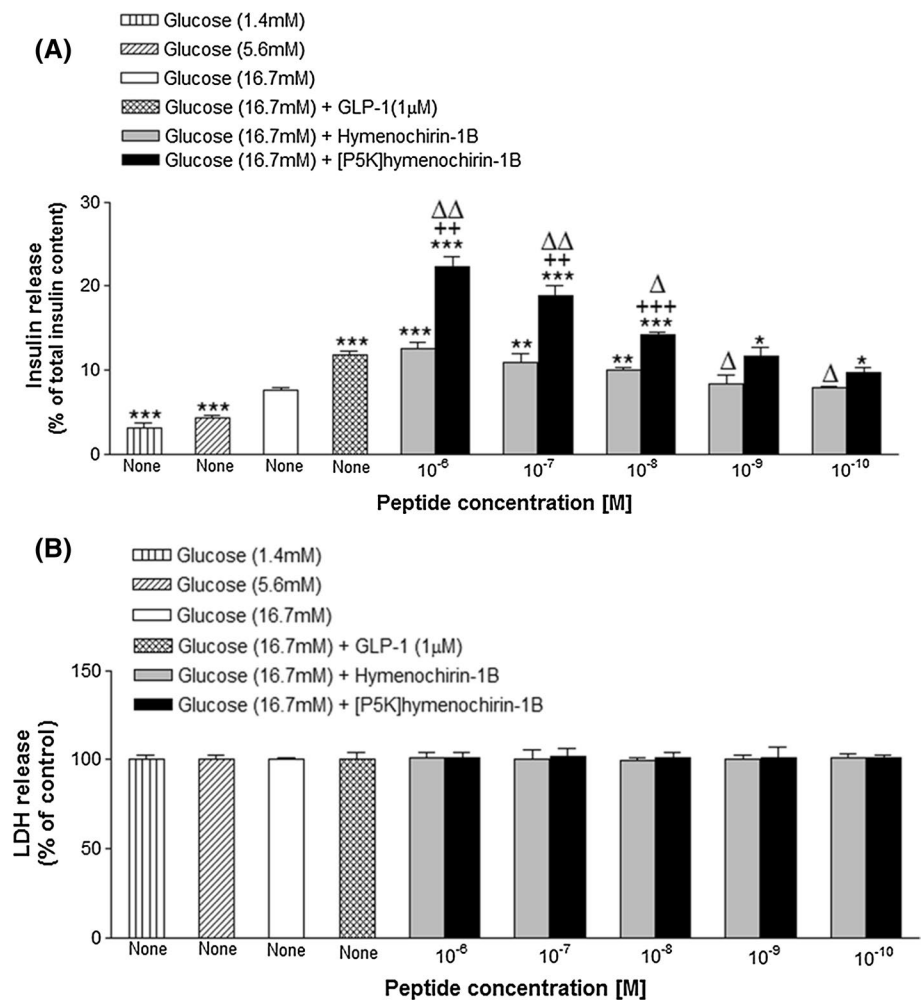 (A)
Glucose (1.4mM)
Glucose (5.6mM)
Glucose (16.7mM)
Glucose (16.7mM) + GLP-1(1µM)
Glucose (16.7mM) + Hymenochirin-1B
Glucose (16.7mM) + [P5K]hymenochirin-1B
Insulin release
(% of total insulin content)
30
20
10
0
*** *** *** *** ΔΔ ++ *** ** ΔΔ ++ *** ** Δ +++ *** Δ * Δ *
None None None None 10⁻⁶ 10⁻⁷ 10⁻⁸ 10⁻⁹ 10⁻¹⁰
Peptide concentration [M]
(B)
Glucose (1.4mM)
Glucose (5.6mM)
Glucose (16.7mM)
Glucose (16.7mM) + GLP-1 (1µM)
Glucose (16.7mM) + Hymenochirin-1B
Glucose (16.7mM) + [P5K]hymenochirin-1B
LDH release
(% of control)
150
100
50
0
None None None None 10⁻⁶ 10⁻⁷ 10⁻⁸ 10⁻⁹ 10⁻¹⁰
Peptide concentration [M]